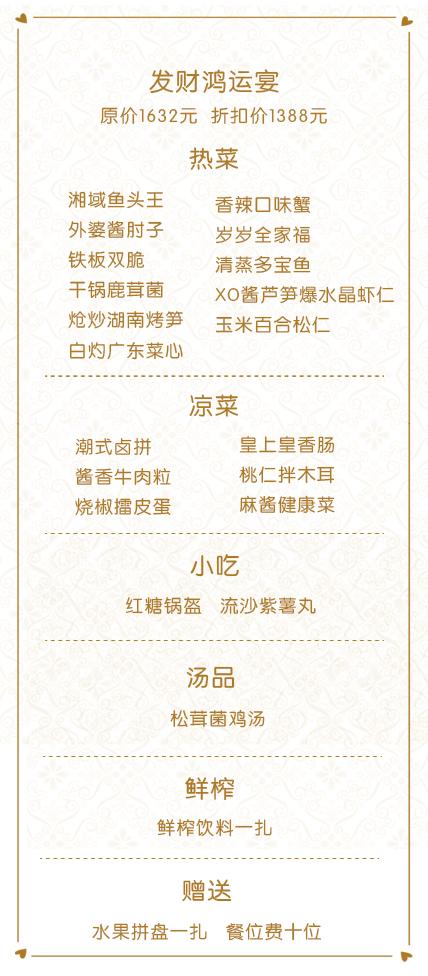 发财鸿运宴
原价1632元 折扣价1388元
热菜
湘域鱼头王
外婆酱肘子
铁板双脆
干锅鹿茸菌
炝炒湖南烤笋
白灼广东菜心
香辣口味蟹
岁岁全家福
清蒸多宝鱼
XO酱芦笋爆水晶虾仁
玉米百合松仁
凉菜
潮式卤拼
酱香牛肉粒
烧椒擂皮蛋
皇上皇香肠
桃仁拌木耳
麻酱健康菜
小吃
红糖锅盔 流沙紫薯丸
汤品
松茸菌鸡汤
鲜榨
鲜榨饮料一扎
赠送
水果拼盘一扎 餐位费十位